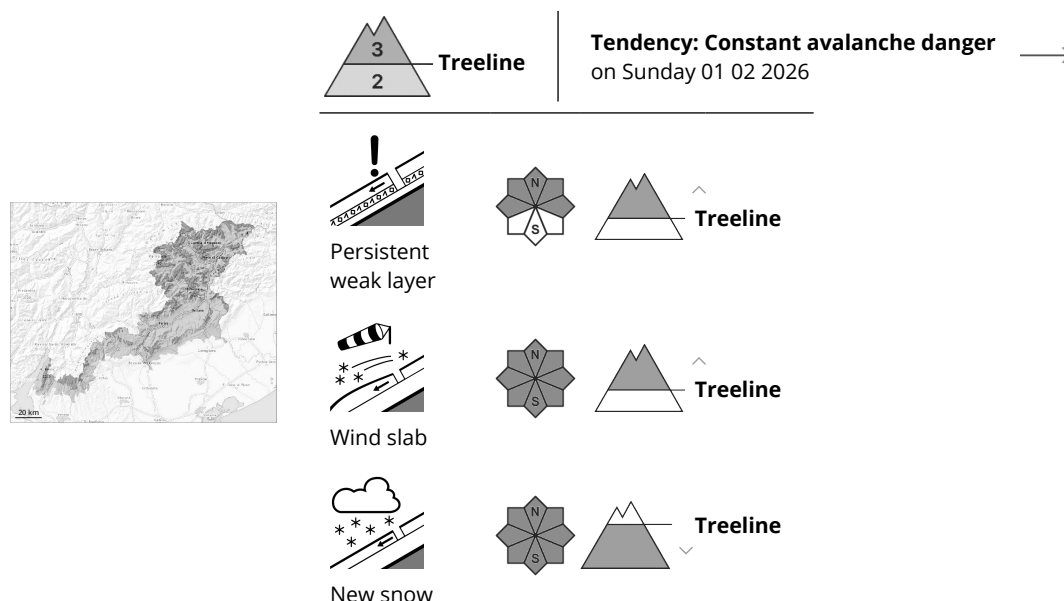 3
2
Treeline
Tendency: Constant avalanche danger
on Sunday 01 02 2026
N
S
Treeline
Persistent
weak layer
N
S
Treeline
Wind slab
N
S
Treeline
New snow
20 km